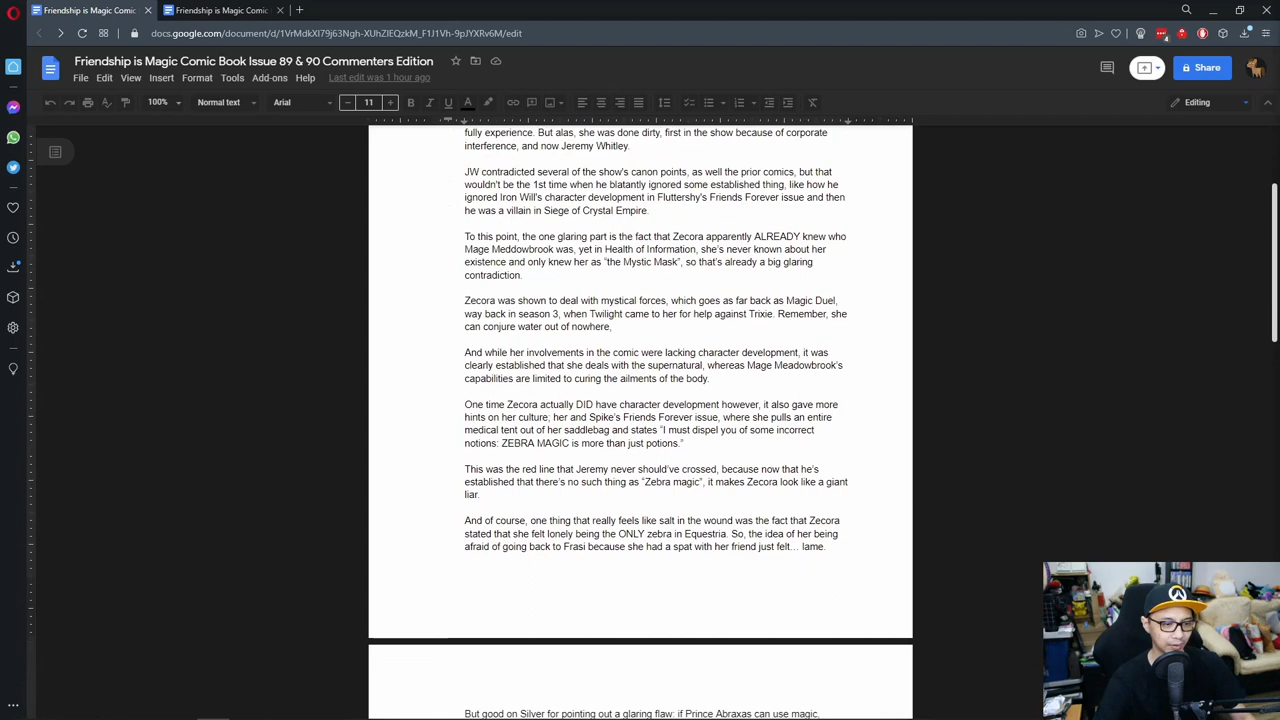 Friendship is Magic Comic
Friendship is Magic Comic
docs.google.com/document/d/1VrMdkXl79j63Ngh-XUhZlEQzkM_F1J1Vh-9pJYXRv6M/edit
Friendship is Magic Comic Book Issue 89 & 90 Commenters Edition
File Edit View Insert Format Tools Add-ons Help Last edit was 1 hour ago
Share
100% Normal text Arial 11 Editing
fully experience. But alas, she was done dirty, first in the show because of corporate
interference, and now Jeremy Whitley.
JW contradicted several of the show's canon points, as well the prior comics, but that
wouldn't be the 1st time when he blatantly ignored some established thing, like how he
ignored Iron Will's character development in Fluttershy's Friends Forever issue and then
he was a villain in Siege of Crystal Empire.
To this point, the one glaring part is the fact that Zecora apparently ALREADY knew who
Mage Meddowbrook was, yet in Health of Information, she's never known about her
existence and only knew her as "the Mystic Mask", so that's already a big glaring
contradiction.
Zecora was shown to deal with mystical forces, which goes as far back as Magic Duel,
way back in season 3, when Twilight came to her for help against Trixie. Remember, she
can conjure water out of nowhere,
And while her involvements in the comic were lacking character development, it was
clearly established that she deals with the supernatural, whereas Mage Meadowbrook's
capabilities are limited to curing the ailments of the body.
One time Zecora actually DID have character development however, it also gave more
hints on her culture; her and Spike's Friends Forever issue, where she pulls an entire
medical tent out of her saddlebag and states "I must dispel you of some incorrect
notions: ZEBRA MAGIC is more than just potions."
This was the red line that Jeremy never should've crossed, because now that he's
established that there's no such thing as "Zebra magic", it makes Zecora look like a giant
liar.
And of course, one thing that really feels like salt in the wound was the fact that Zecora
stated that she felt lonely being the ONLY zebra in Equestria. So, the idea of her being
afraid of going back to Frasi because she had a spat with her friend just felt… lame.
But good on Silver for pointing out a glaring flaw: if Prince Abraxas can use magic,